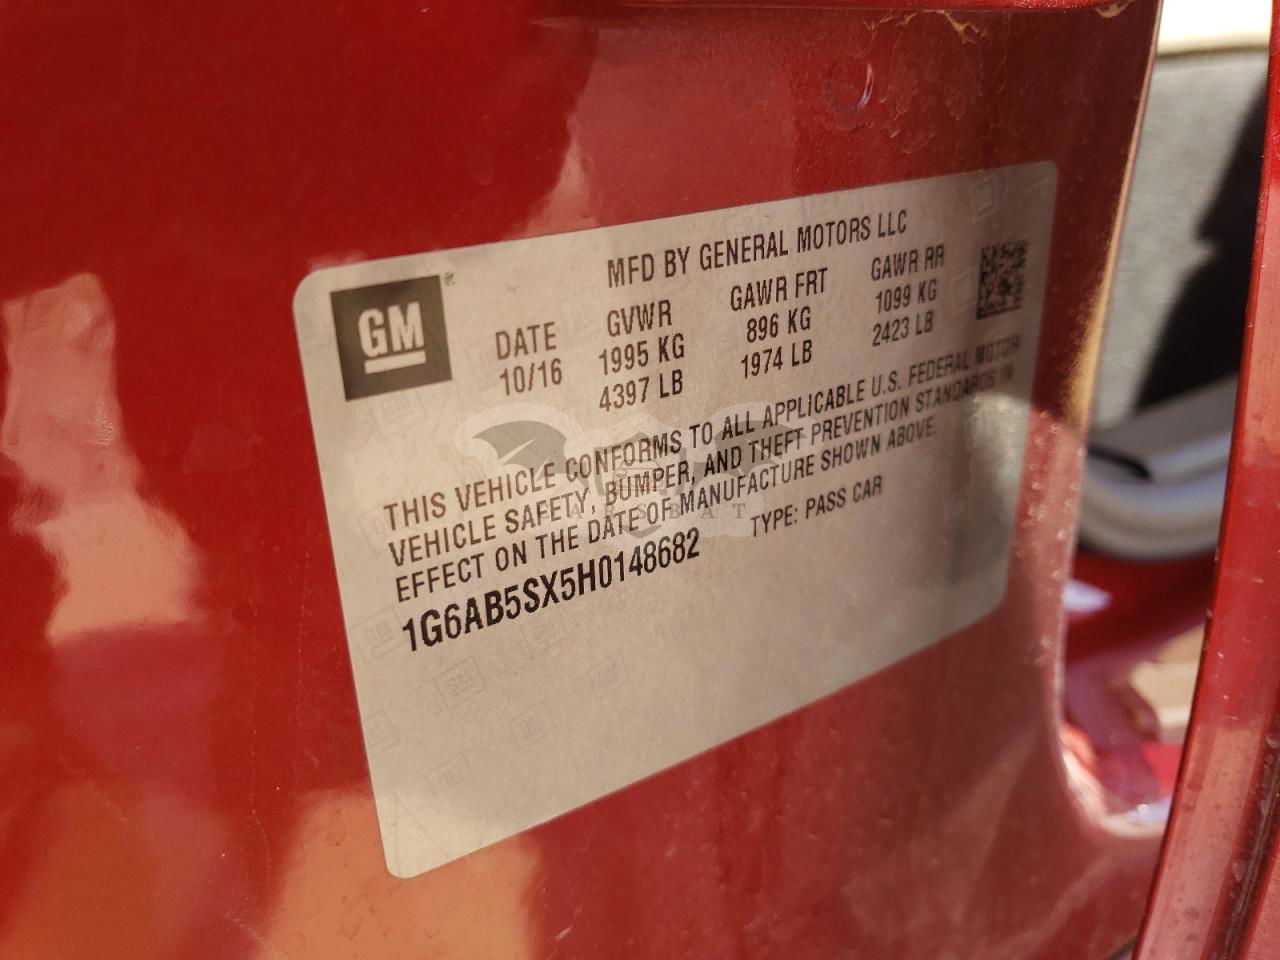 GM®
MFD BY GENERAL MOTORS LLC
DATE GVWR GAWR FRT GAWR RR
10/16 1995 KG 896 KG 1099 KG
4397 LB 1974 LB 2423 LB
THIS VEHICLE CONFORMS TO ALL APPLICABLE U.S. FEDERAL MOTOR
VEHICLE SAFETY, BUMPER, AND THEFT PREVENTION STANDARDS IN
EFFECT ON THE DATE OF MANUFACTURE SHOWN ABOVE.
1G6AB5SX5H0148682 TYPE: PASS CAR